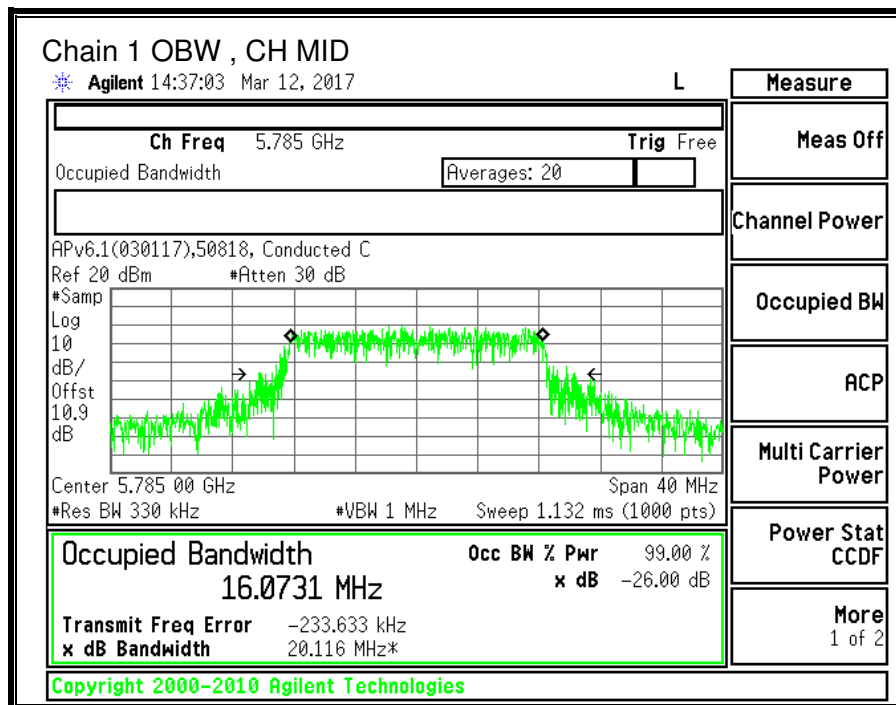 Chain 1 OBW , CH MID
Agilent 14:37:03 Mar 12, 2017 L
Measure
Ch Freq 5.785 GHz Trig Free
Meas Off
Occupied Bandwidth Averages: 20
Channel Power
APv6.1(030117),50818, Conducted C
Ref 20 dBm #Atten 30 dB
#Samp
Log
10
dB/
Offst
10.9
dB
Occupied BW
ACP
Multi Carrier
Power
Center 5.785 00 GHz Span 40 MHz
#Res BW 330 kHz #VBW 1 MHz Sweep 1.132 ms (1000 pts)
Power Stat
CCDF
Occupied Bandwidth Occ BW % Pwr 99.00 %
16.0731 MHz x dB -26.00 dB
Transmit Freq Error -233.633 kHz
x dB Bandwidth 20.116 MHz*
More
1 of 2
Copyright 2000-2010 Agilent Technologies